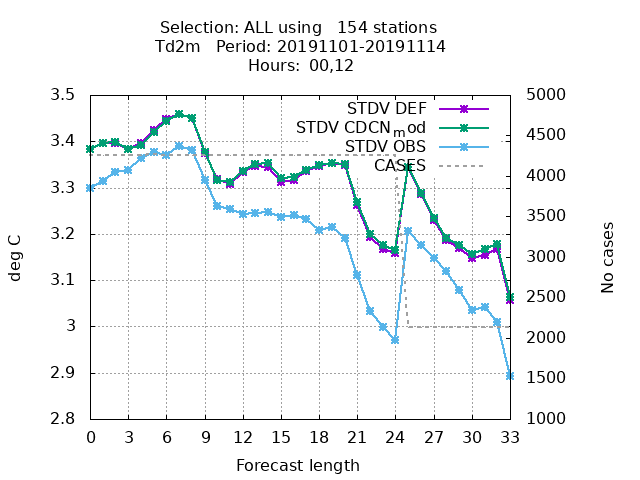 Selection: ALL using   154 stations
Td2m   Period: 20191101-20191114
Hours:  00,12
3.5
3.4
3.3
3.2
3.1
3
2.9
2.8
deg C
STDV DEF
STDV CDCNmod
STDV OBS
CASES
5000
4500
4000
3500
3000
2500
2000
1500
1000
No cases
0 3 6 9 12 15 18 21 24 27 30 33
Forecast length